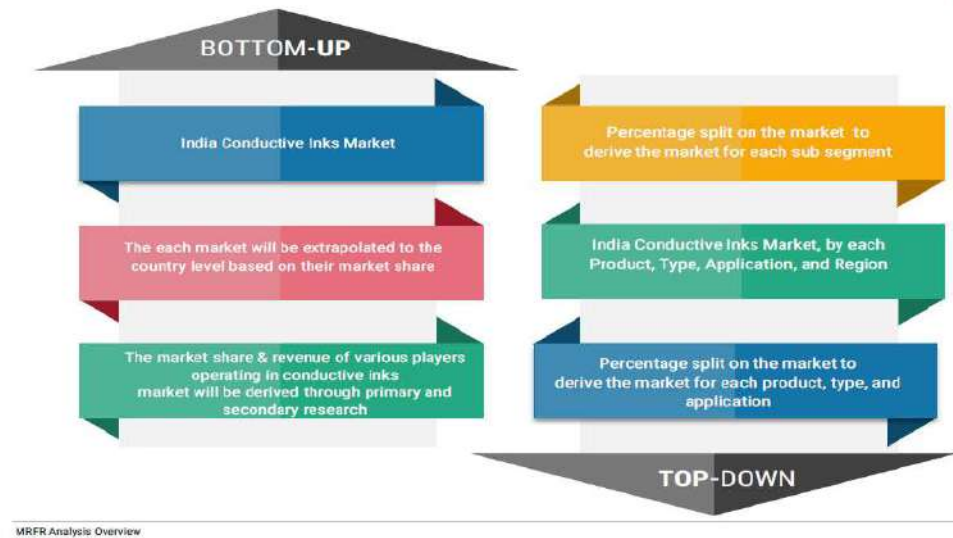 BOTTOM-UP
India Conductive Inks Market
The each market will be extrapolated to the
country level based on their market share
The market share & revenue of various players
operating in conductive inks
market will be derived through primary and
secondary research
Percentage split on the market to
derive the market for each sub segment
India Conductive Inks Market, by each
Product, Type, Application, and Region
Percentage split on the market to
derive the market for each product, type, and
application
TOP-DOWN
MRFR Analysis Overview